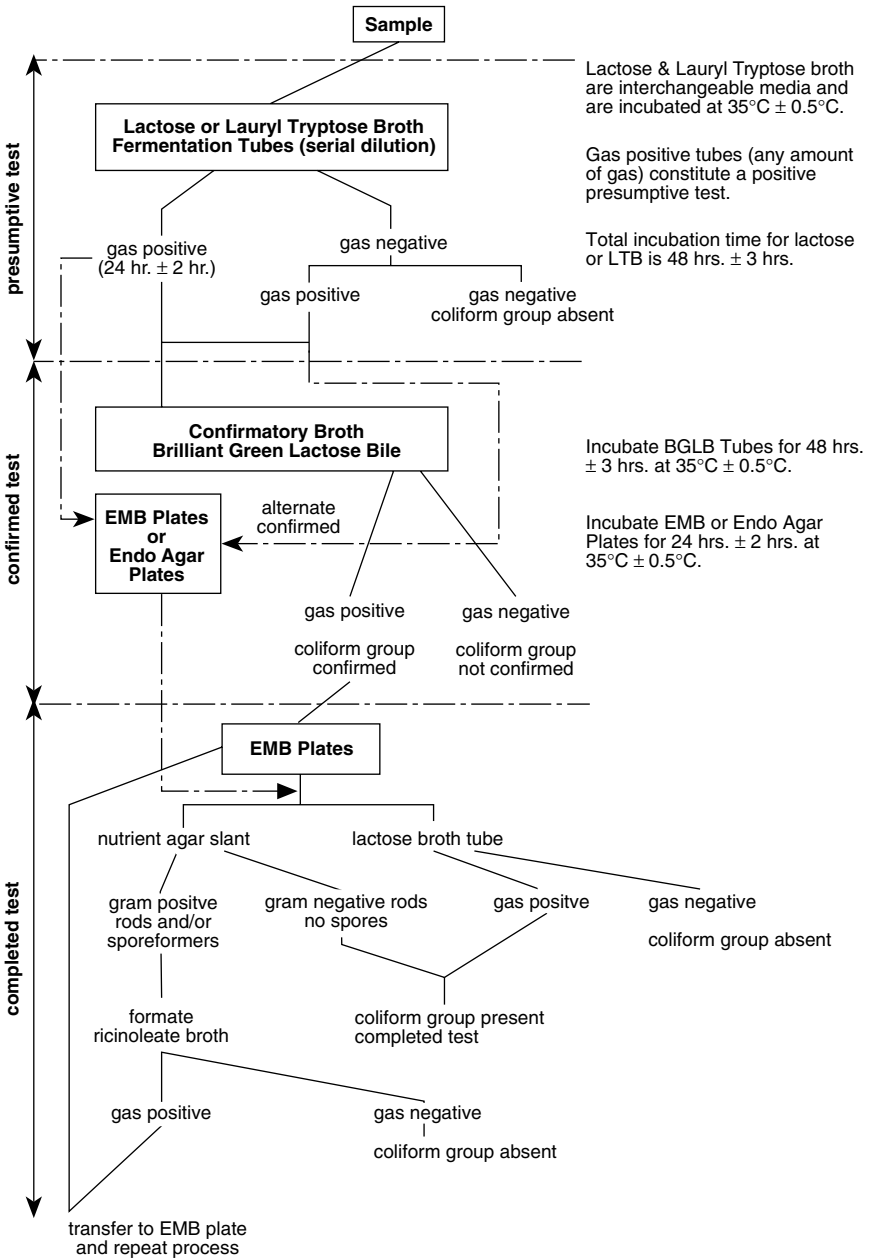 Sample
presumptive test
Lactose & Lauryl Tryptose broth
are interchangeable media and
are incubated at 35°C ± 0.5°C.
Lactose or Lauryl Tryptose Broth
Fermentation Tubes (serial dilution)
Gas positive tubes (any amount
of gas) constitute a positive
presumptive test.
Total incubation time for lactose
or LTB is 48 hrs. ± 3 hrs.
gas positive
(24 hr. ± 2 hr.)
gas negative
gas positive
gas negative
coliform group absent
confirmed test
Confirmatory Broth
Brilliant Green Lactose Bile
Incubate BGLB Tubes for 48 hrs.
± 3 hrs. at 35°C ± 0.5°C.
EMB Plates
or
Endo Agar
Plates
alternate
confirmed
Incubate EMB or Endo Agar
Plates for 24 hrs. ± 2 hrs. at
35°C ± 0.5°C.
gas positive
coliform group
confirmed
gas negative
coliform group
not confirmed
completed test
EMB Plates
nutrient agar slant
lactose broth tube
gram positve
rods and/or
sporeformers
gram negative rods
no spores
gas positve
gas negative
coliform group absent
formate
ricinoleate broth
coliform group present
completed test
gas positive
gas negative
coliform group absent
transfer to EMB plate
and repeat process